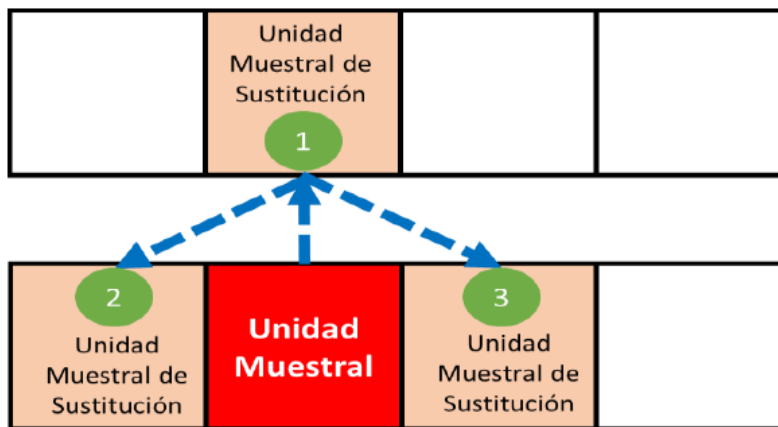 Unidad
Muestral de
Sustitución
1
2
Unidad
Muestral de
Sustitución
Unidad
Muestral
3
Unidad
Muestral de
Sustitución